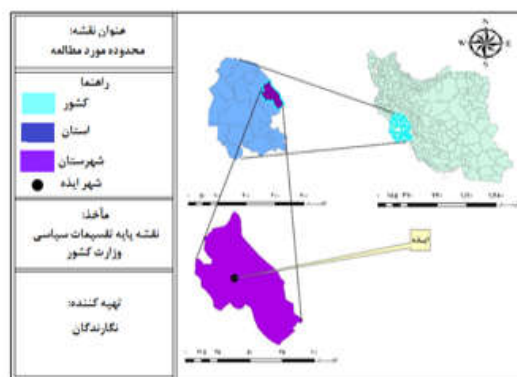 عنوان نقشه:
محدوده مورد مطالعه
راهنما
کشور
استان
شهرستان
شهر ایذه
مأخذ:
نقشه پایه تقسیمات سیاسی
وزارت کشور
تهیه کننده:
نگارندگان
N
W
E
S
ایذه